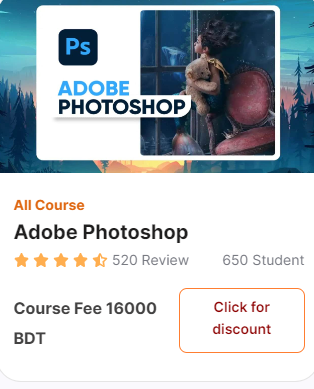 Ps
ADOBE
PHOTOSHOP
All Course
Adobe Photoshop
520 Review 650 Student
Course Fee 16000
BDT
Click for
discount